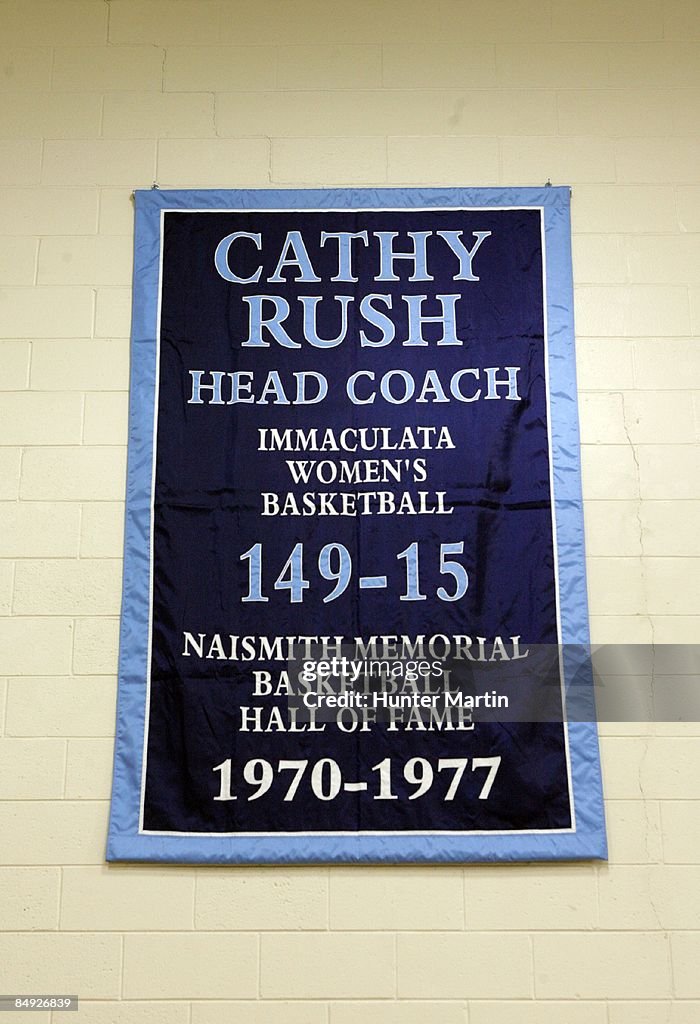 CATHY
RUSH
HEAD COACH
IMMACULATA
WOMEN'S
BASKETBALL
149-15
NAISMITH MEMORIAL
BASKETBALL
HALL OF FAME
1970-1977
gettyimages
Hunter Martin
84926839